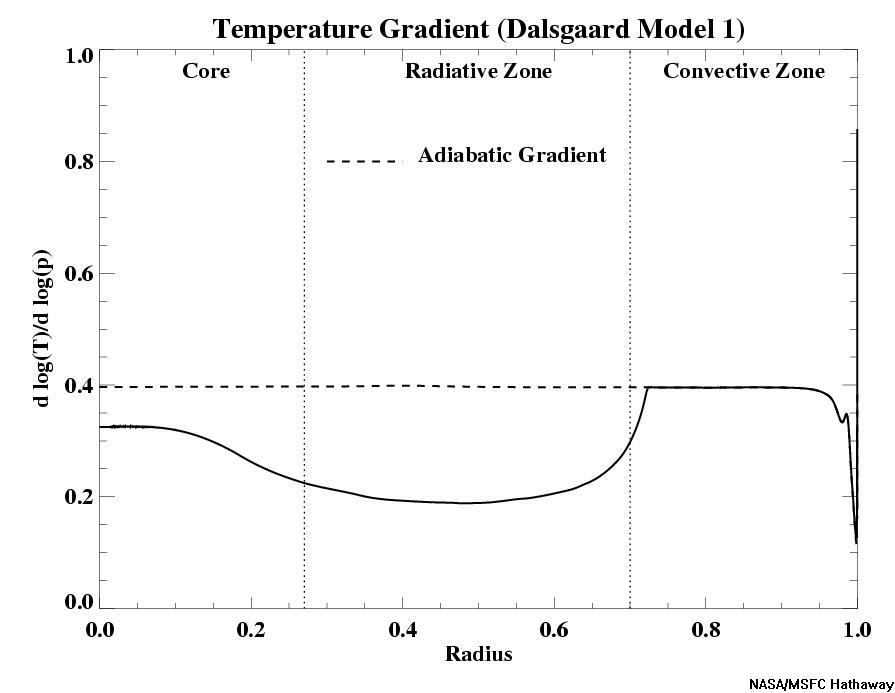 Temperature Gradient (Dalsgaard Model 1)
1.0
Core
Radiative Zone
Convective Zone
Adiabatic Gradient
0.8
0.6
d log(T)/d log(p)
0.4
0.2
0.0
0.0 0.2 0.4 0.6 0.8 1.0
Radius
NASA/MSFC Hathaway